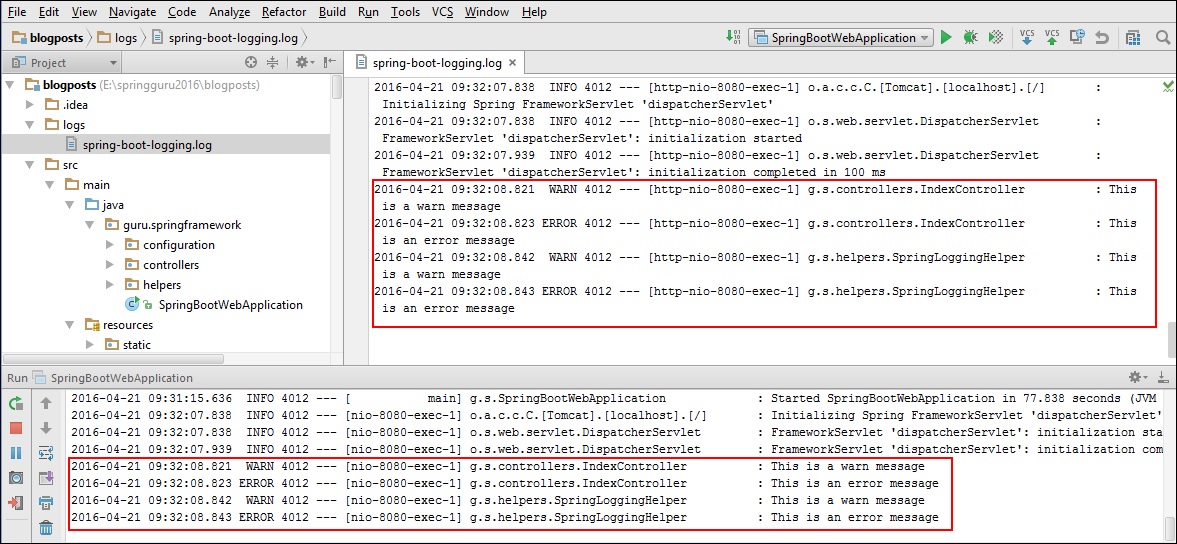 File Edit View Navigate Code Analyze Refactor Build Run Tools VCS Window Help
blogposts logs spring-boot-logging.log SpringBootWebApplication VCS VCS
Project
blogposts (E:\springguru2016\blogposts)
.idea
logs
spring-boot-logging.log
src
main
java
guru.springframework
configuration
controllers
helpers
SpringBootWebApplication
resources
static
spring-boot-logging.log
2016-04-21 09:32:07.838  INFO 4012 --- [http-nio-8080-exec-1] o.a.c.c.C.[Tomcat].[localhost].[/]       :
Initializing Spring FrameworkServlet 'dispatcherServlet'
2016-04-21 09:32:07.838  INFO 4012 --- [http-nio-8080-exec-1] o.s.web.servlet.DispatcherServlet        :
FrameworkServlet 'dispatcherServlet': initialization started
2016-04-21 09:32:07.939  INFO 4012 --- [http-nio-8080-exec-1] o.s.web.servlet.DispatcherServlet        :
FrameworkServlet 'dispatcherServlet': initialization completed in 100 ms
2016-04-21 09:32:08.821  WARN 4012 --- [http-nio-8080-exec-1] g.s.controllers.IndexController          : This
is a warn message
2016-04-21 09:32:08.823 ERROR 4012 --- [http-nio-8080-exec-1] g.s.controllers.IndexController          : This
is an error message
2016-04-21 09:32:08.842  WARN 4012 --- [http-nio-8080-exec-1] g.s.helpers.SpringLoggingHelper          : This
is a warn message
2016-04-21 09:32:08.843 ERROR 4012 --- [http-nio-8080-exec-1] g.s.helpers.SpringLoggingHelper          : This
is an error message
Run SpringBootWebApplication
2016-04-21 09:31:15.636  INFO 4012 --- [           main] g.s.SpringBootWebApplication             : Started SpringBootWebApplication in 77.838 seconds (JVM
2016-04-21 09:32:07.838  INFO 4012 --- [nio-8080-exec-1] o.a.c.c.C.[Tomcat].[localhost].[/]       : Initializing Spring FrameworkServlet 'dispatcherServlet'
2016-04-21 09:32:07.838  INFO 4012 --- [nio-8080-exec-1] o.s.web.servlet.DispatcherServlet        : FrameworkServlet 'dispatcherServlet': initialization sta
2016-04-21 09:32:07.939  INFO 4012 --- [nio-8080-exec-1] o.s.web.servlet.DispatcherServlet        : FrameworkServlet 'dispatcherServlet': initialization com
2016-04-21 09:32:08.821  WARN 4012 --- [nio-8080-exec-1] g.s.controllers.IndexController          : This is a warn message
2016-04-21 09:32:08.823 ERROR 4012 --- [nio-8080-exec-1] g.s.controllers.IndexController          : This is an error message
2016-04-21 09:32:08.842  WARN 4012 --- [nio-8080-exec-1] g.s.helpers.SpringLoggingHelper          : This is a warn message
2016-04-21 09:32:08.843 ERROR 4012 --- [nio-8080-exec-1] g.s.helpers.SpringLoggingHelper          : This is an error message